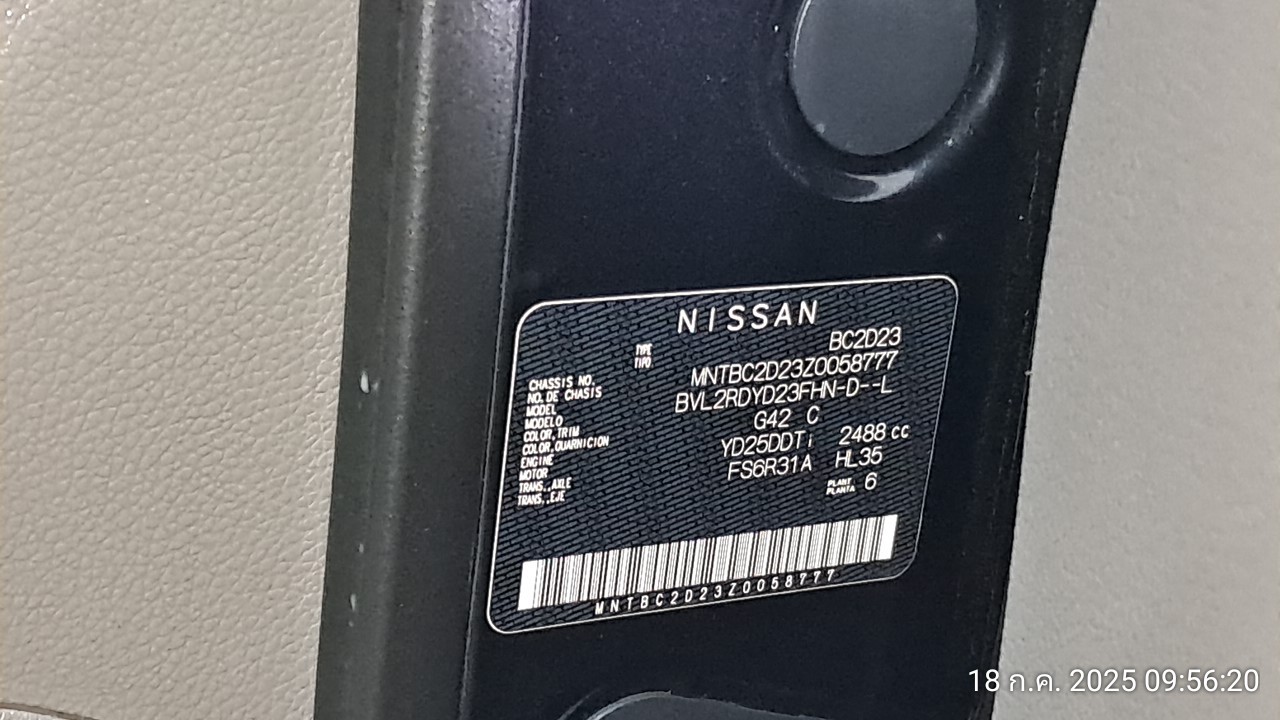 NISSAN
TYPE BC2D23
TIPO
CHASSIS NO. MNTBC2D23Z0058777
NO. DE CHASIS
MODEL BVL2RDYD23FHN-D--L
MODELO
COLOR,TRIM G42 C
COLOR,GUARNICION
ENGINE YD25DDTi 2488 cc
MOTOR
TRANS.,AXLE FS6R31A HL35
TRANS.,EJE
PLANT 6
PLANTA
MNTBC2D23Z0058777
18 ก.ค. 2025 09:56:20